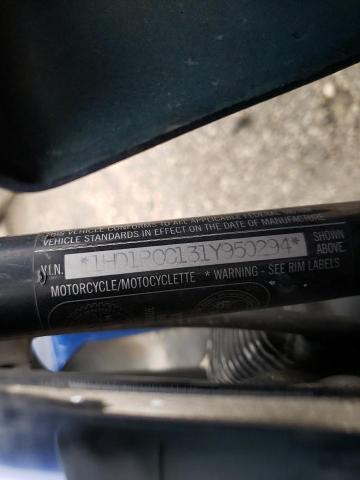 THIS VEHICLE CONFORMS TO ALL APPLICABLE FEDERAL
VEHICLE STANDARDS IN EFFECT ON THE DATE OF MANUFACTURE
V.I.N. *1HD1PCC131Y950294* SHOWN ABOVE.
MOTORCYCLE/MOTOCYCLETTE * WARNING - SEE RIM LABELS